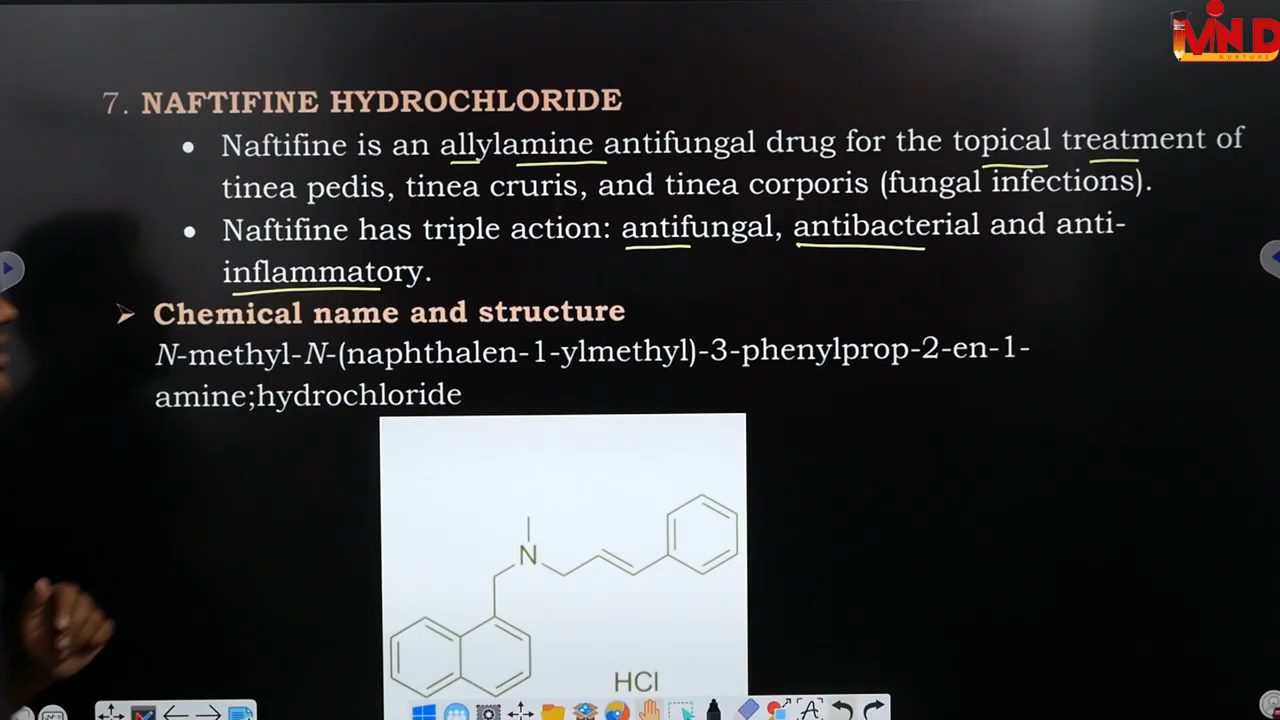 MIND
NURTURE
7. NAFTIFINE HYDROCHLORIDE
• Naftifine is an allylamine antifungal drug for the topical treatment of
tinea pedis, tinea cruris, and tinea corporis (fungal infections).
• Naftifine has triple action: antifungal, antibacterial and anti-
inflammatory.
➢ Chemical name and structure
N-methyl-N-(naphthalen-1-ylmethyl)-3-phenylprop-2-en-1-
amine;hydrochloride
N
HCl
A